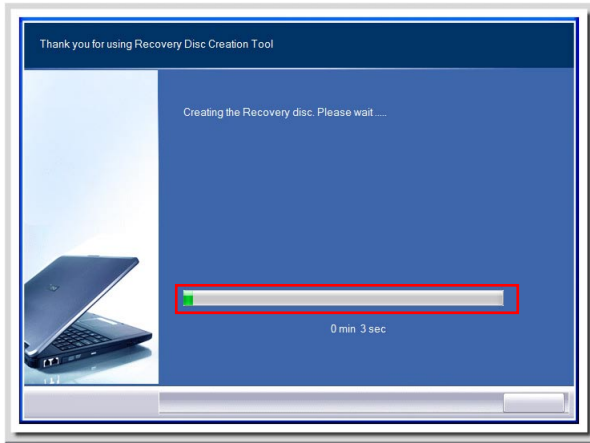 Thank you for using Recovery Disc Creation Tool
Creating the Recovery disc. Please wait .....
0 min 3 sec